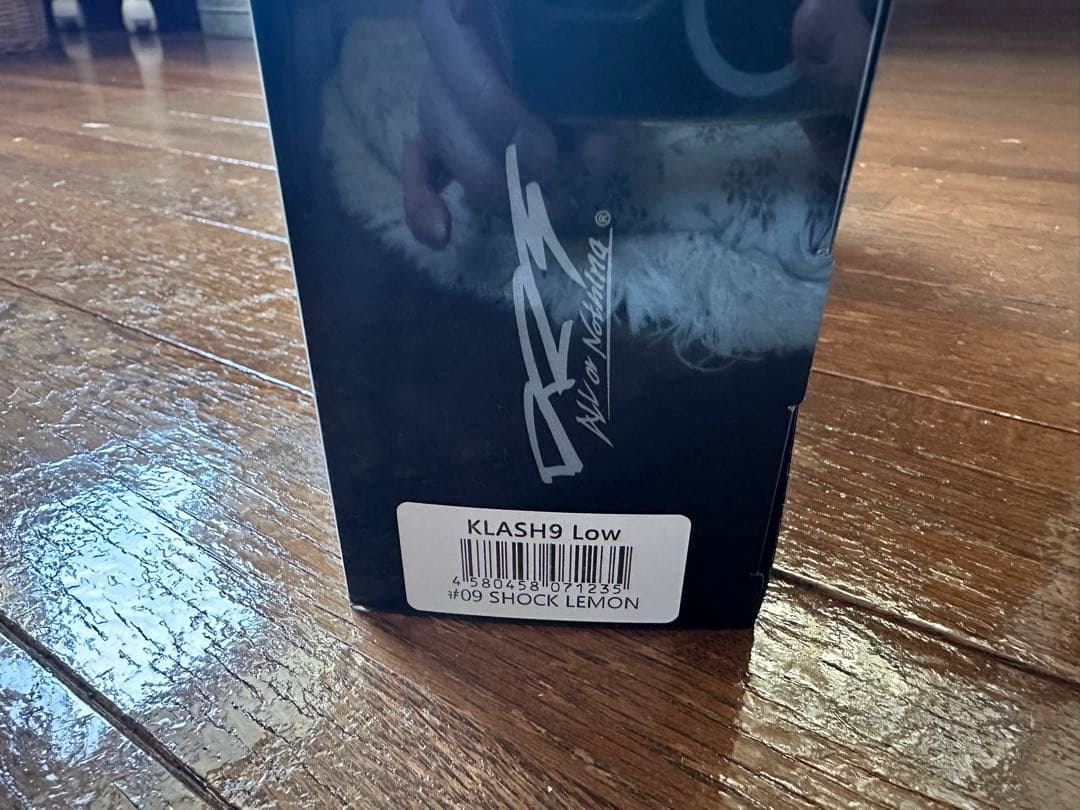 All or Nothing ®
KLASH9 Low
4 580458 071235
#09 SHOCK LEMON